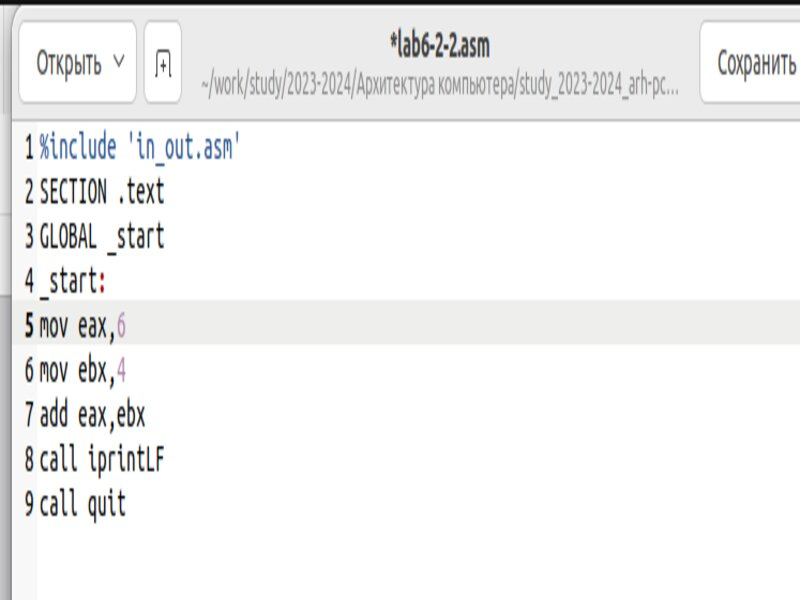 Открыть
*lab6-2-2.asm
~/work/study/2023-2024/Архитектура компьютера/study_2023-2024_arh-pc...
Сохранить
1 %include 'in_out.asm'
2 SECTION .text
3 GLOBAL _start
4 _start:
5 mov eax,6
6 mov ebx,4
7 add eax,ebx
8 call iprintLF
9 call quit